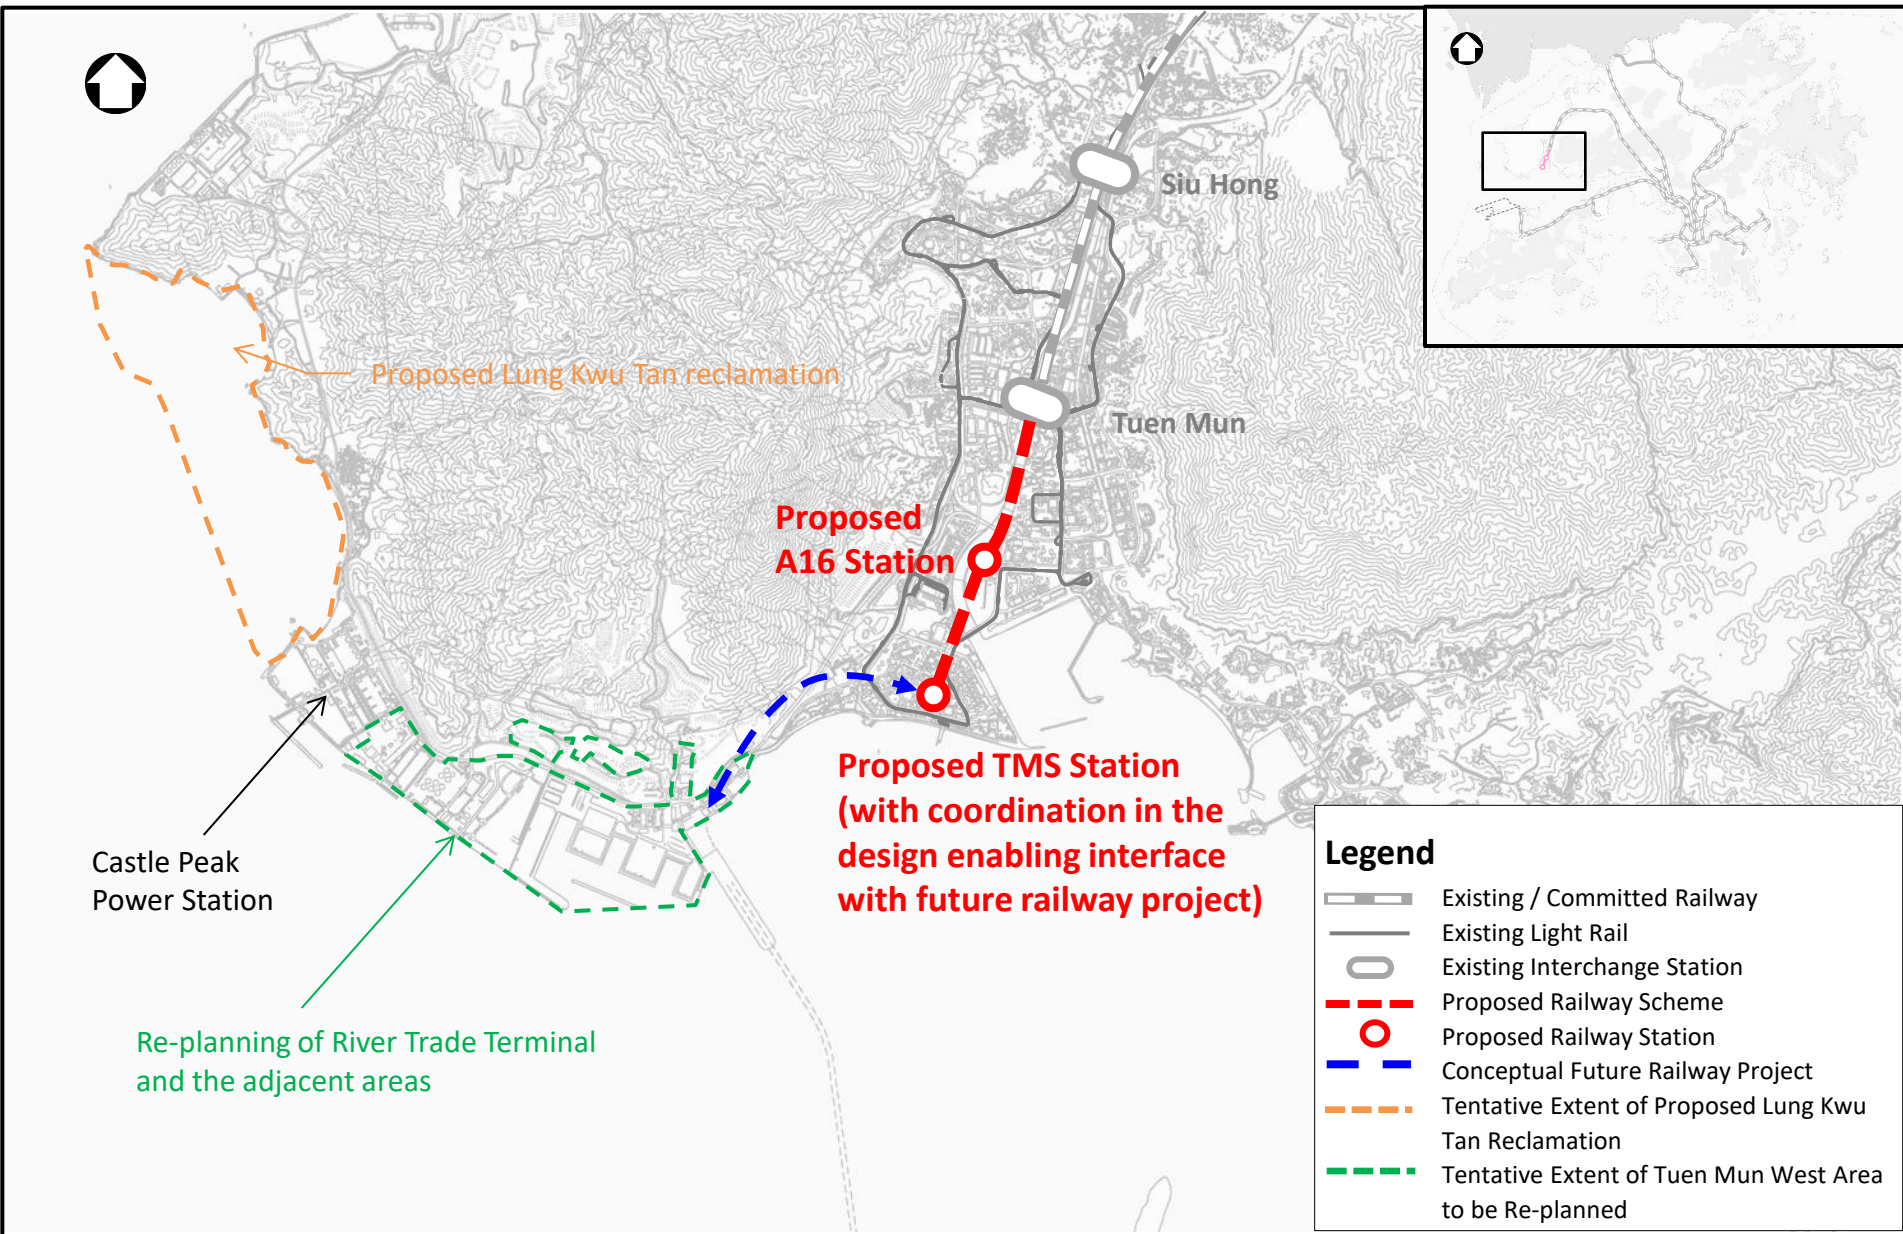 Siu Hong
Proposed Lung Kwu Tan reclamation
Tuen Mun
Proposed
A16 Station
Proposed TMS Station
(with coordination in the
design enabling interface
with future railway project)
Castle Peak
Power Station
Re-planning of River Trade Terminal
and the adjacent areas
Legend
Existing / Committed Railway
Existing Light Rail
Existing Interchange Station
Proposed Railway Scheme
Proposed Railway Station
Conceptual Future Railway Project
Tentative Extent of Proposed Lung Kwu
Tan Reclamation
Tentative Extent of Tuen Mun West Area
to be Re-planned